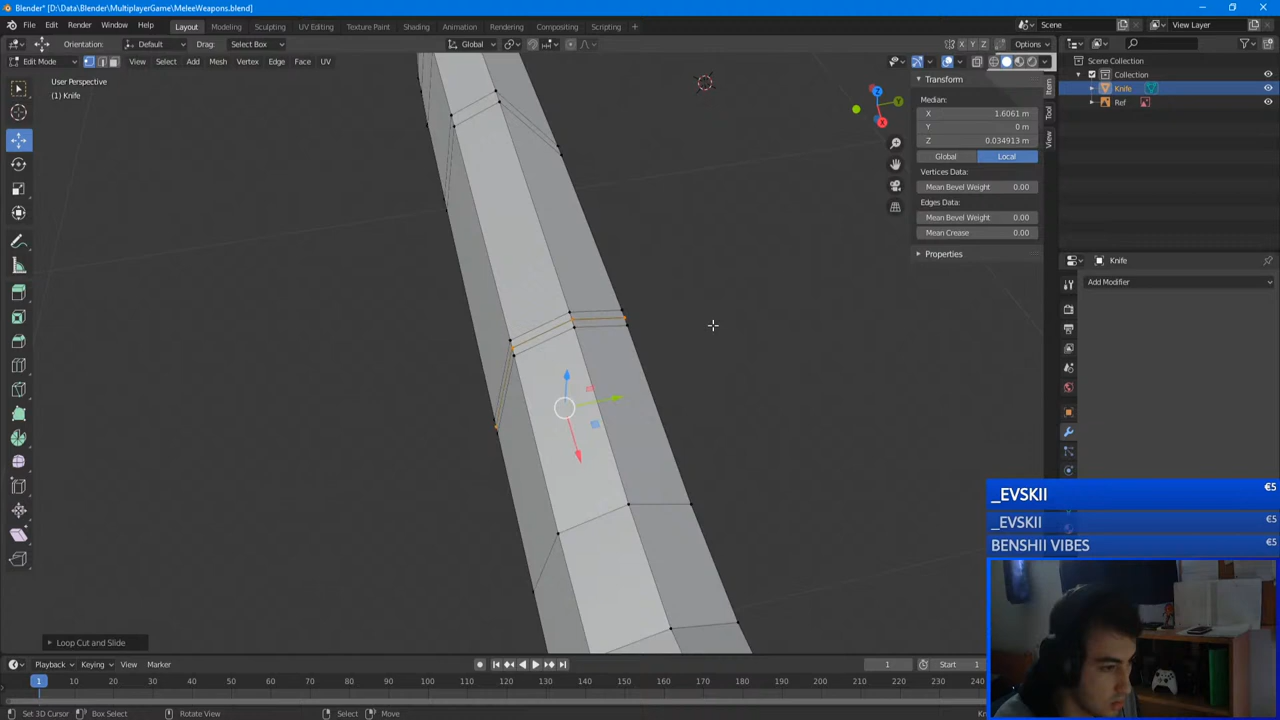 Blender* [D:\Data\Blender\MultiplayerGame\MeleeWeapons.blend]
File Edit Render Window Help Layout Modeling Sculpting UV Editing Texture Paint Shading Animation Rendering Compositing Scripting + Scene View Layer
Orientation: Default Drag: Select Box Global X Y Z Options
Edit Mode View Select Add Mesh Vertex Edge Face UV
User Perspective
(1) Knife
Transform
Median:
X 1.6061 m
Y 0 m
Z 0.034913 m
Global Local
Vertices Data:
Mean Bevel Weight 0.00
Edges Data:
Mean Bevel Weight 0.00
Mean Crease 0.00
Properties
Item
Tool
View
Z
Y
X
Scene Collection
Collection
Knife
Ref
Knife
Add Modifier
_EVSKII €5
_EVSKII €5
BENSHII VIBES €5
Loop Cut and Slide
Playback Keying View Marker 1 Start 1
1 10 20 30 40 50 60 70 80 90 100 110 120 130 140 150 160 170 180 190 200 210 220 230 240
Set 3D Cursor Box Select Rotate View Select Move